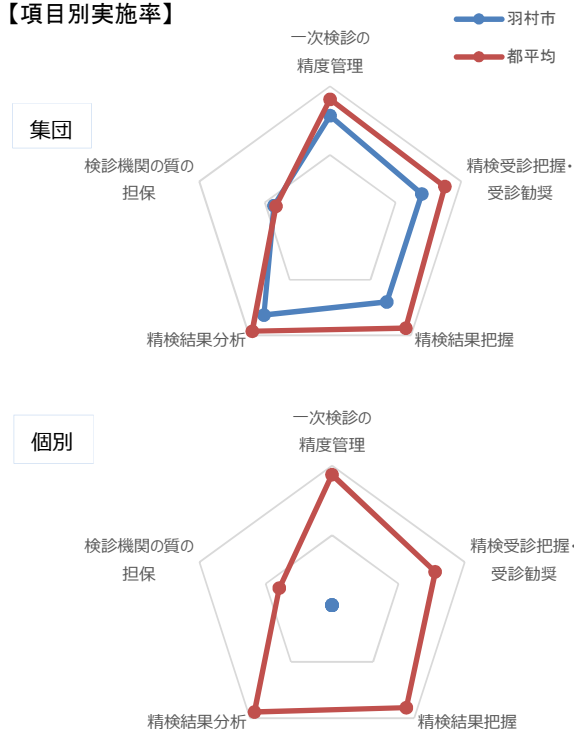 【項目別実施率】
羽村市
都平均
集団
一次検診の
精度管理
精検受診把握・
受診勧奨
精検結果把握
精検結果分析
検診機関の質の
担保
個別
一次検診の
精度管理
精検受診把握・
受診勧奨
精検結果把握
精検結果分析
検診機関の質の
担保